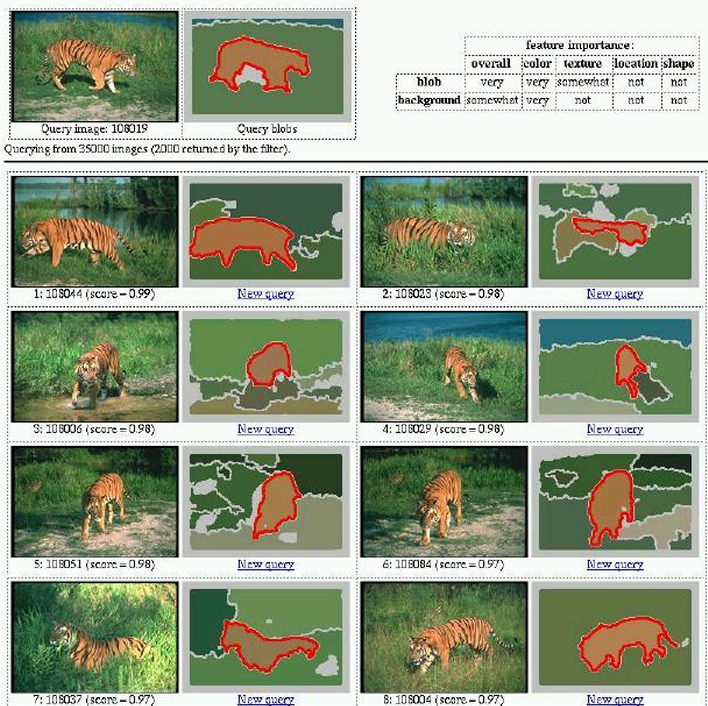 feature importance:
overall color texture location shape
blob very very somewhat not not
background somewhat very not not not
Query image: 108019 Query blobs
Querying from 35000 images (2000 returned by the filter).
1: 108044 (score = 0.99) New query 2: 108023 (score = 0.98) New query
3: 108006 (score = 0.98) New query 4: 108029 (score = 0.98) New query
5: 108051 (score = 0.98) New query 6: 108084 (score = 0.97) New query
7: 108037 (score = 0.97) New query 8: 108004 (score = 0.97) New query